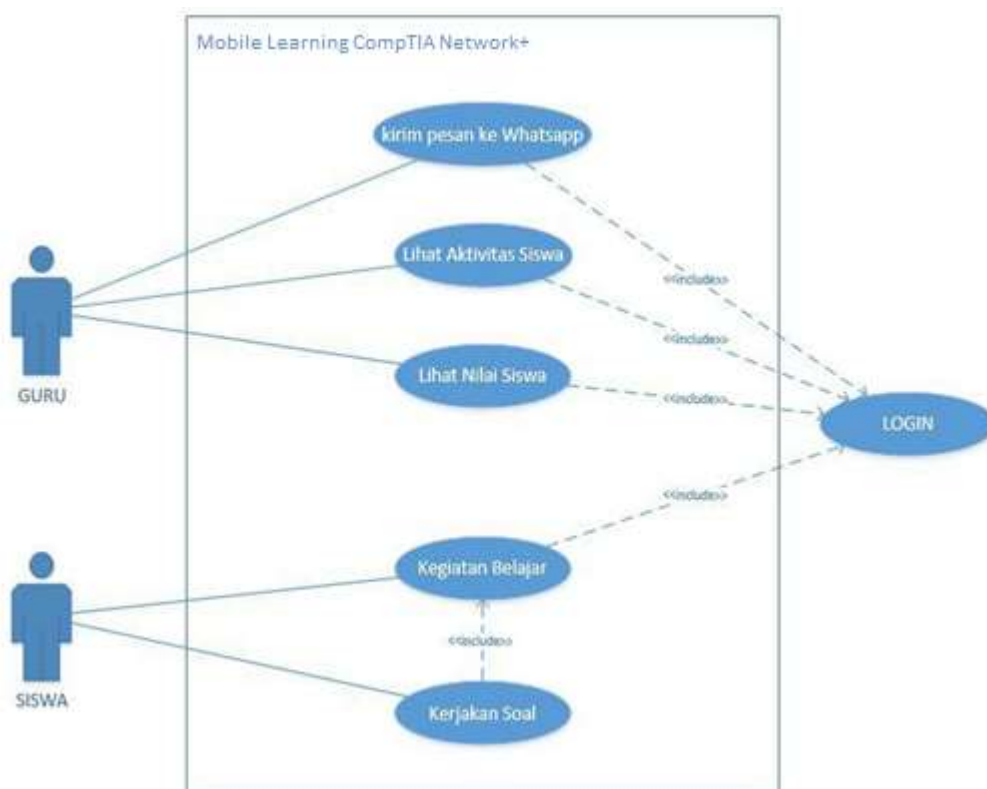 Mobile Learning CompTIA Network+
kirim pesan ke Whatsapp
Lihat Aktivitas Siswa
<<include>>
<<include>>
Lihat Nilai Siswa
<<include>>
GURU
LOGIN
<<include>>
Kegiatan Belajar
<<include>>
SISWA
Kerjakan Soal